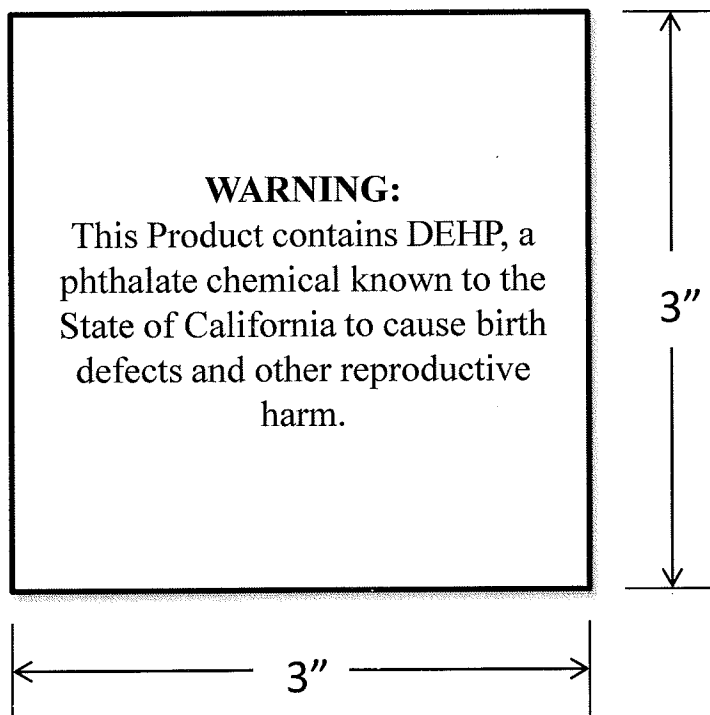 WARNING:
This Product contains DEHP, a
phthalate chemical known to the
State of California to cause birth
defects and other reproductive
harm.
3”
3”